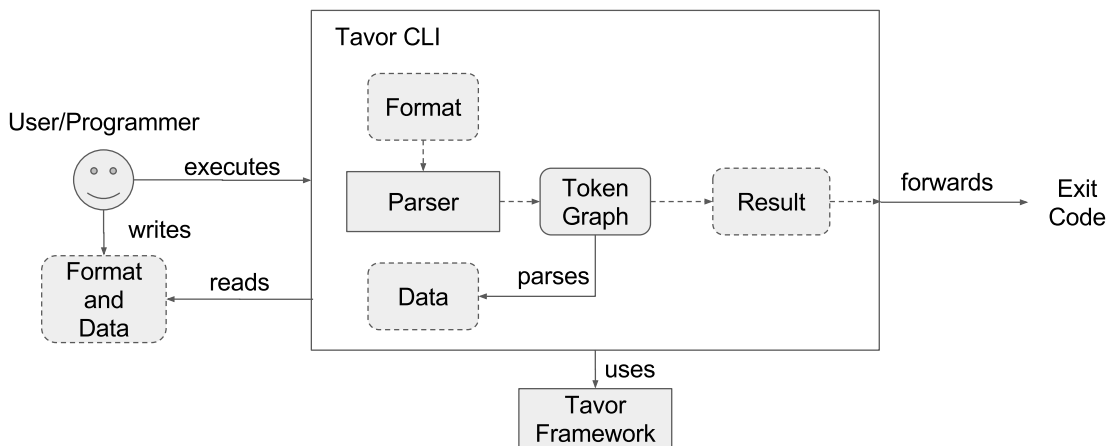 Tavor CLI
Format
User/Programmer
executes
Parser
Token
Graph
Result
forwards
Exit
Code
writes
Format
and
Data
reads
Data
parses
uses
Tavor
Framework